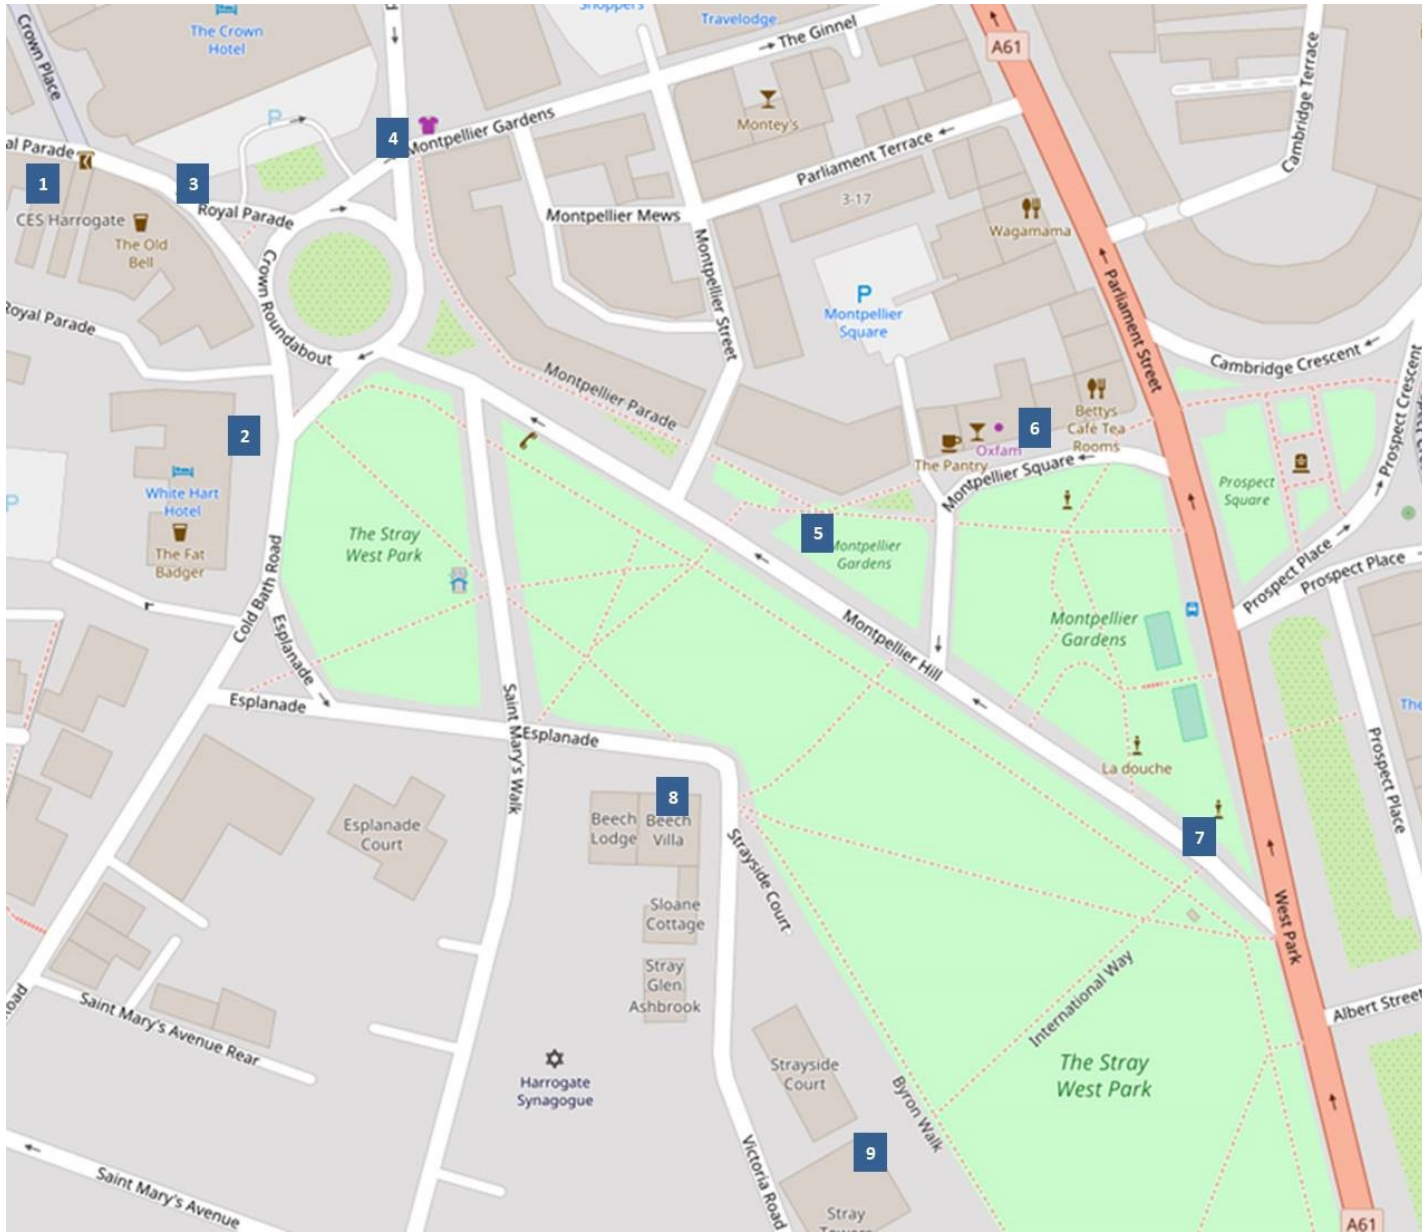 Crown Place
The Crown
Hotel
P
d
Shoppers
Travelodge
The Ginnel
A61
Cambridge Terrace
4
Montpellier Gardens
Montey's
Parliament Terrace
al Parade
1
3
CES Harrogate
The Old
Bell
Royal Parade
Montpellier Mews
3-17
Wagamama
Crown Roundabout
Montpellier Street
P
Montpellier
Square
Parliament Street
Royal Parade
Cambridge Crescent
Prospect Crescent
Montpellier Parade
2
6
Bettys
Café Tea
Rooms
Oxfam
The Pantry
Montpellier Square
Prospect
Square
P
White Hart
Hotel
The Fat
Badger
The Stray
West Park
5
Montpellier
Gardens
Prospect Place
Prospect Place
Cold Bath Road
Esplanade
Montpellier Hill
Montpellier
Gardens
Esplanade
Saint Mary's Walk
Esplanade
La douche
The
Prospect Place
8
Beech
Lodge
Beech
Villa
Esplanade
Court
Strayside Court
7
Sloane
Cottage
West Park
Stray
Glen
Ashbrook
International Way
Road
Saint Mary's Avenue Rear
Albert Street
Harrogate
Synagogue
Strayside
Court
The Stray
West Park
Byron Walk
9
Victoria Road
Saint Mary's Avenue
Stray
Towers
A61